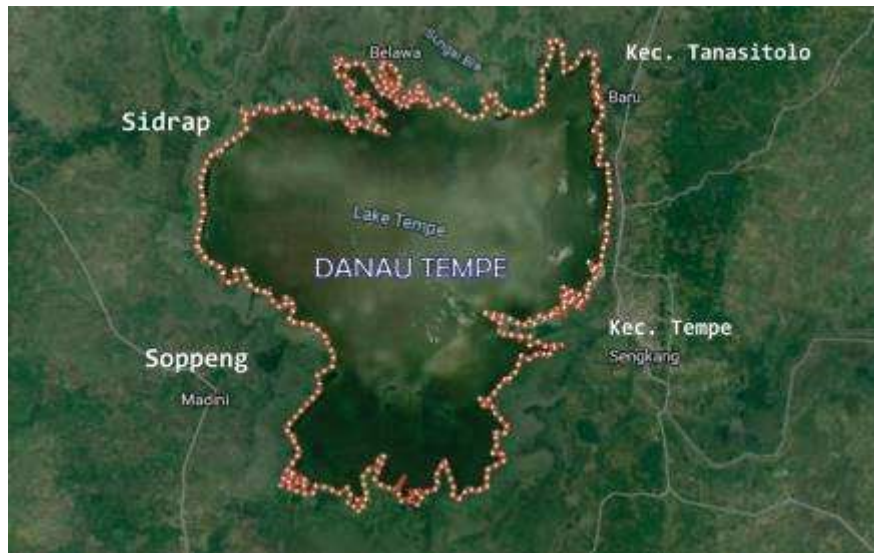 Belawa
Sungai Bila
Kec. Tanasitolo
Baru
Sidrap
Lake Tempe
DANAU TEMPE
Kec. Tempe
Soppeng
Sengkang
Madini